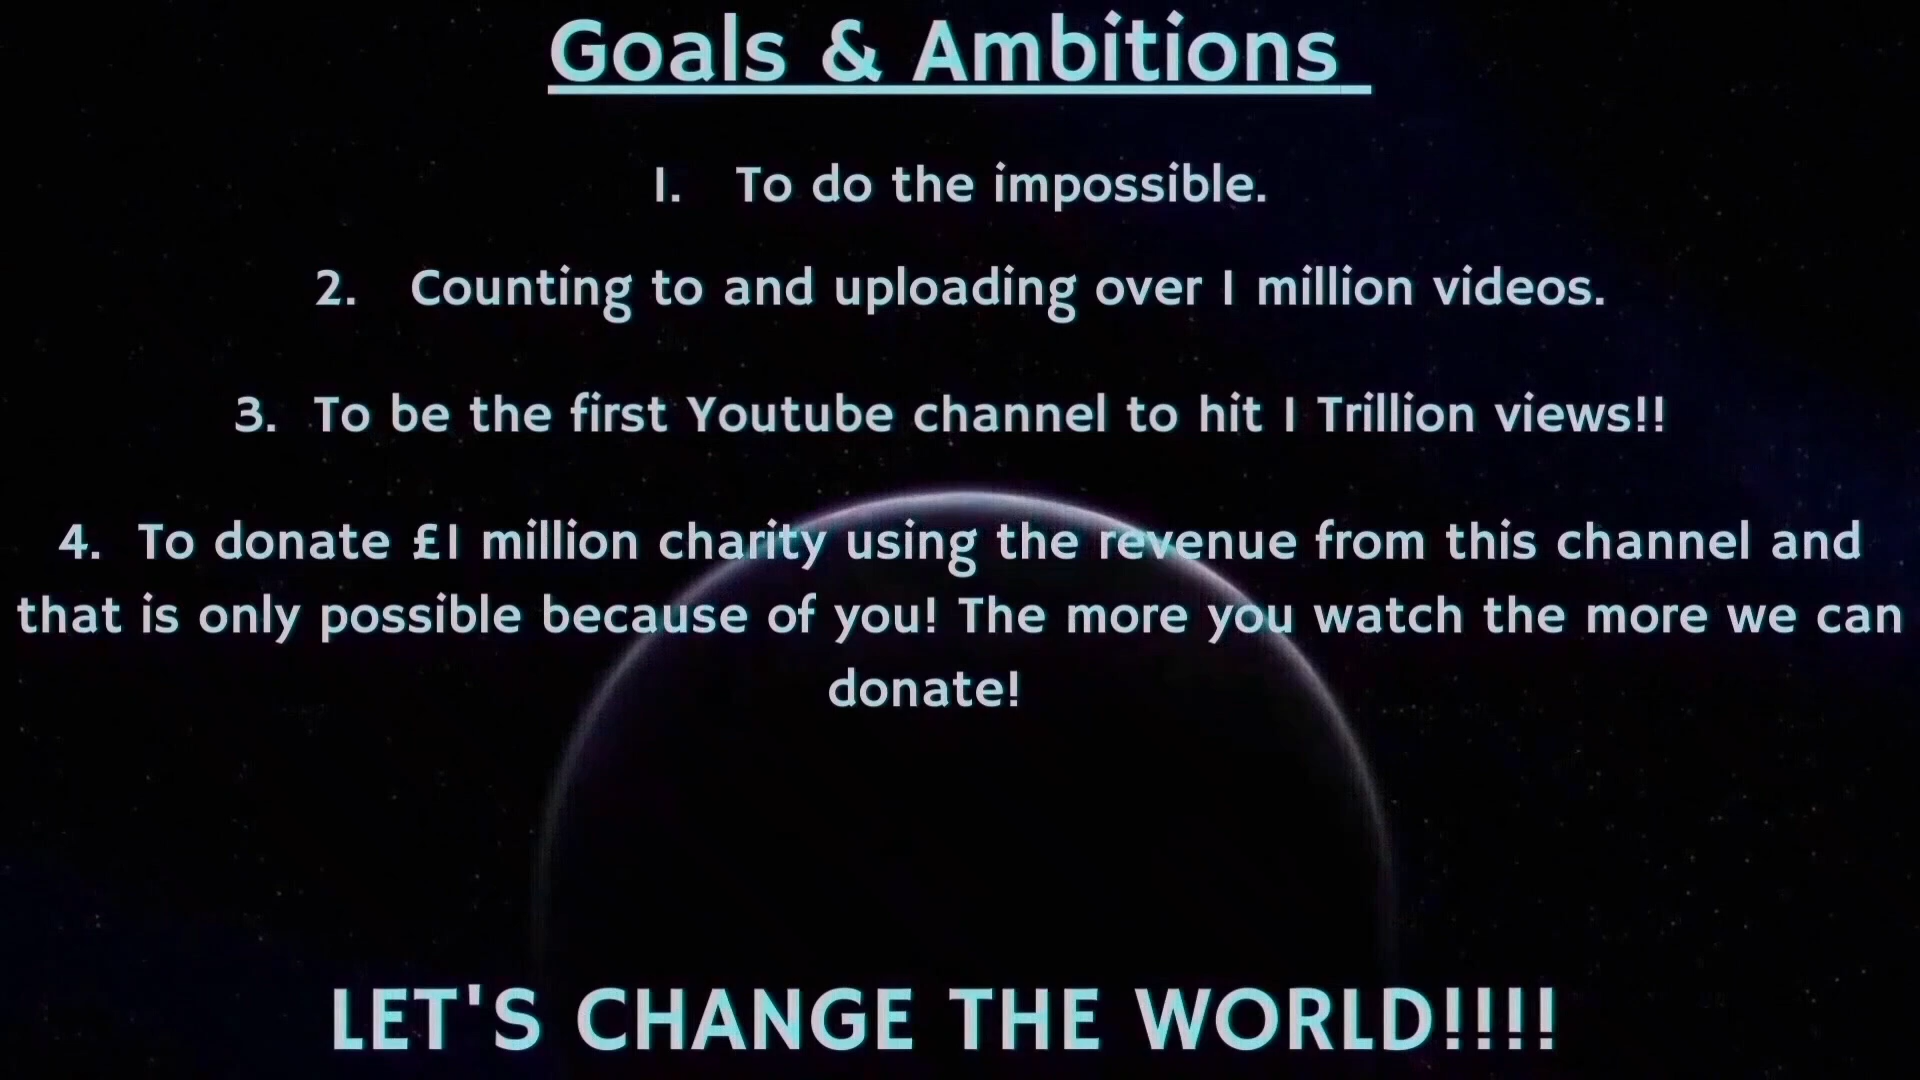 Goals & Ambitions
1. To do the impossible.
2. Counting to and uploading over 1 million videos.
3. To be the first Youtube channel to hit 1 Trillion views!!
4. To donate £1 million charity using the revenue from this channel and
that is only possible because of you! The more you watch the more we can
donate!
LET'S CHANGE THE WORLD!!!!